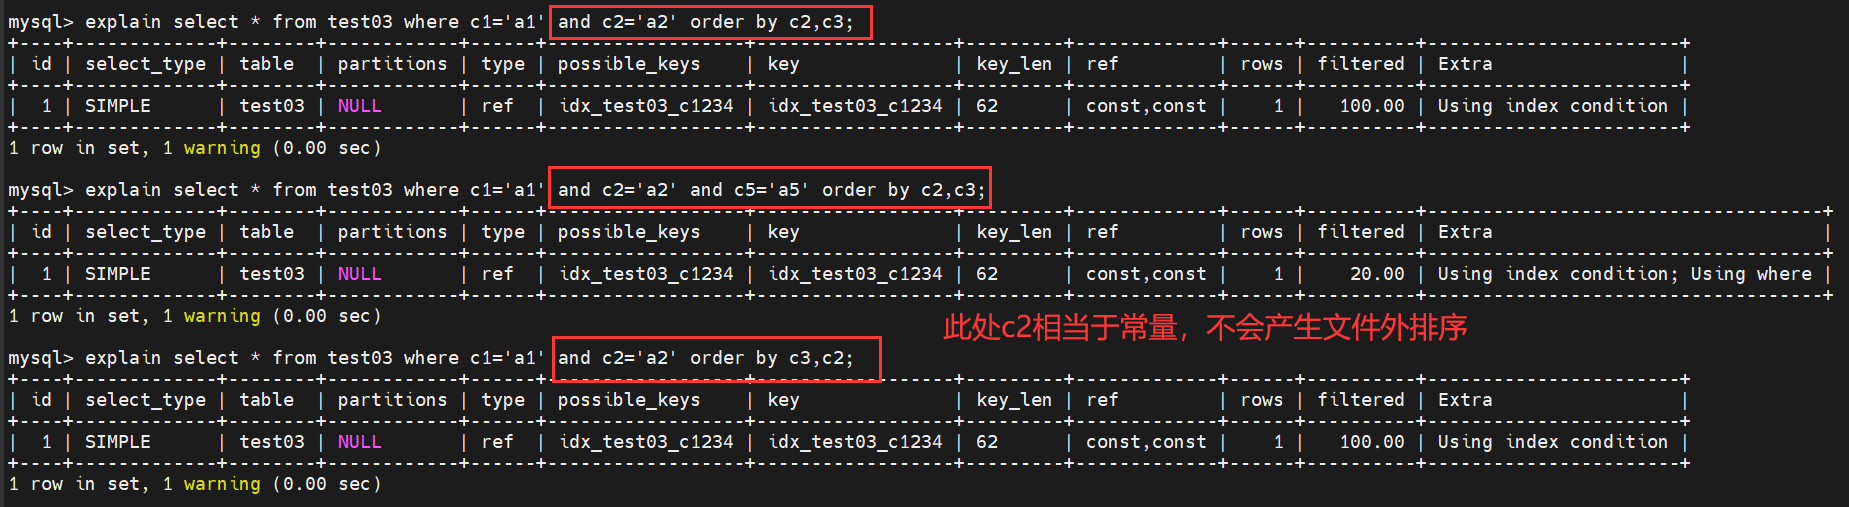 mysql> explain select * from test03 where c1='a1' and c2='a2' order by c2,c3;
+----+-------------+--------+------------+------+------------------+------------------+---------+-------------+------+----------+-----------------------+
| id | select_type | table  | partitions | type | possible_keys    | key              | key_len | ref         | rows | filtered | Extra                 |
+----+-------------+--------+------------+------+------------------+------------------+---------+-------------+------+----------+-----------------------+
|  1 | SIMPLE      | test03 | NULL       | ref  | idx_test03_c1234 | idx_test03_c1234 | 62      | const,const |    1 |   100.00 | Using index condition |
+----+-------------+--------+------------+------+------------------+------------------+---------+-------------+------+----------+-----------------------+
1 row in set, 1 warning (0.00 sec)
mysql> explain select * from test03 where c1='a1' and c2='a2' and c5='a5' order by c2,c3;
+----+-------------+--------+------------+------+------------------+------------------+---------+-------------+------+----------+------------------------------------+
| id | select_type | table  | partitions | type | possible_keys    | key              | key_len | ref         | rows | filtered | Extra                              |
+----+-------------+--------+------------+------+------------------+------------------+---------+-------------+------+----------+------------------------------------+
|  1 | SIMPLE      | test03 | NULL       | ref  | idx_test03_c1234 | idx_test03_c1234 | 62      | const,const |    1 |    20.00 | Using index condition; Using where |
+----+-------------+--------+------------+------+------------------+------------------+---------+-------------+------+----------+------------------------------------+
1 row in set, 1 warning (0.00 sec)
此处c2相当于常量，不会产生文件外排序
mysql> explain select * from test03 where c1='a1' and c2='a2' order by c3,c2;
+----+-------------+--------+------------+------+------------------+------------------+---------+-------------+------+----------+-----------------------+
| id | select_type | table  | partitions | type | possible_keys    | key              | key_len | ref         | rows | filtered | Extra                 |
+----+-------------+--------+------------+------+------------------+------------------+---------+-------------+------+----------+-----------------------+
|  1 | SIMPLE      | test03 | NULL       | ref  | idx_test03_c1234 | idx_test03_c1234 | 62      | const,const |    1 |   100.00 | Using index condition |
+----+-------------+--------+------------+------+------------------+------------------+---------+-------------+------+----------+-----------------------+
1 row in set, 1 warning (0.00 sec)